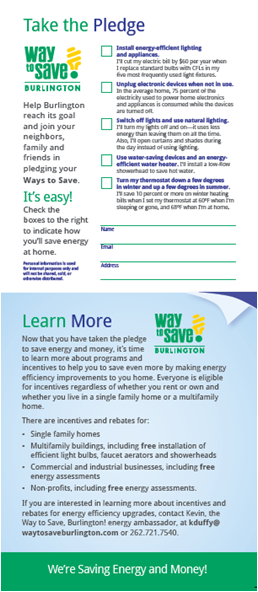 Take the Pledge
way
to save!
BURLINGTON
Help Burlington
reach its goal
and join your
neighbors,
family and
friends in
pledging your
Ways to Save.
It's easy!
Check the
boxes to the right
to indicate how
you'll save energy
at home.
Personal information is used
for internal purposes only and
will not be shared, sold, or
otherwise distributed.
Install energy-efficient lighting
and appliances.
I'll cut my electric bill by $60 per year when
I replace standard bulbs with CFLs in my
five most frequently used light fixtures.
Unplug electronic devices when not in use.
In the average home, 75 percent of the
electricity used to power home electronics
and appliances is consumed while the devices
are turned off.
Switch off lights and use natural lighting.
I'll turn my lights off and on—it uses less
energy than leaving them on all the time.
Also, I'll open curtains and shades during
the day instead of using lighting.
Use water-saving devices and an energy-
efficient water heater. I'll install a low-flow
showerhead to save hot water.
Turn my thermostat down a few degrees
in winter and up a few degrees in summer.
I'll save 10 percent or more on winter heating
bills when I set my thermostat at 60°F when I'm
sleeping or gone, and 68°F when I'm at home.
Name
Email
Address
Learn More
way
to save!
BURLINGTON
Now that you have taken the pledge
to save energy and money, it's time
to learn more about programs and
incentives to help you to save even more by making energy
efficiency improvements to you home. Everyone is eligible
for incentives regardless of whether you rent or own and
whether you live in a single family home or a multifamily
home.
There are incentives and rebates for:
• Single family homes
• Multifamily buildings, including free installation of
efficient light bulbs, faucet aerators and showerheads
• Commercial and industrial businesses, including free
energy assessments
• Non-profits, including free energy assessments.
If you are interested in learning more about incentives and
rebates for energy efficiency upgrades, contact Kevin, the
Way to Save, Burlington! energy ambassador, at kduffy@
waytosaveburlington.com or 262.721.7540.
We're Saving Energy and Money!